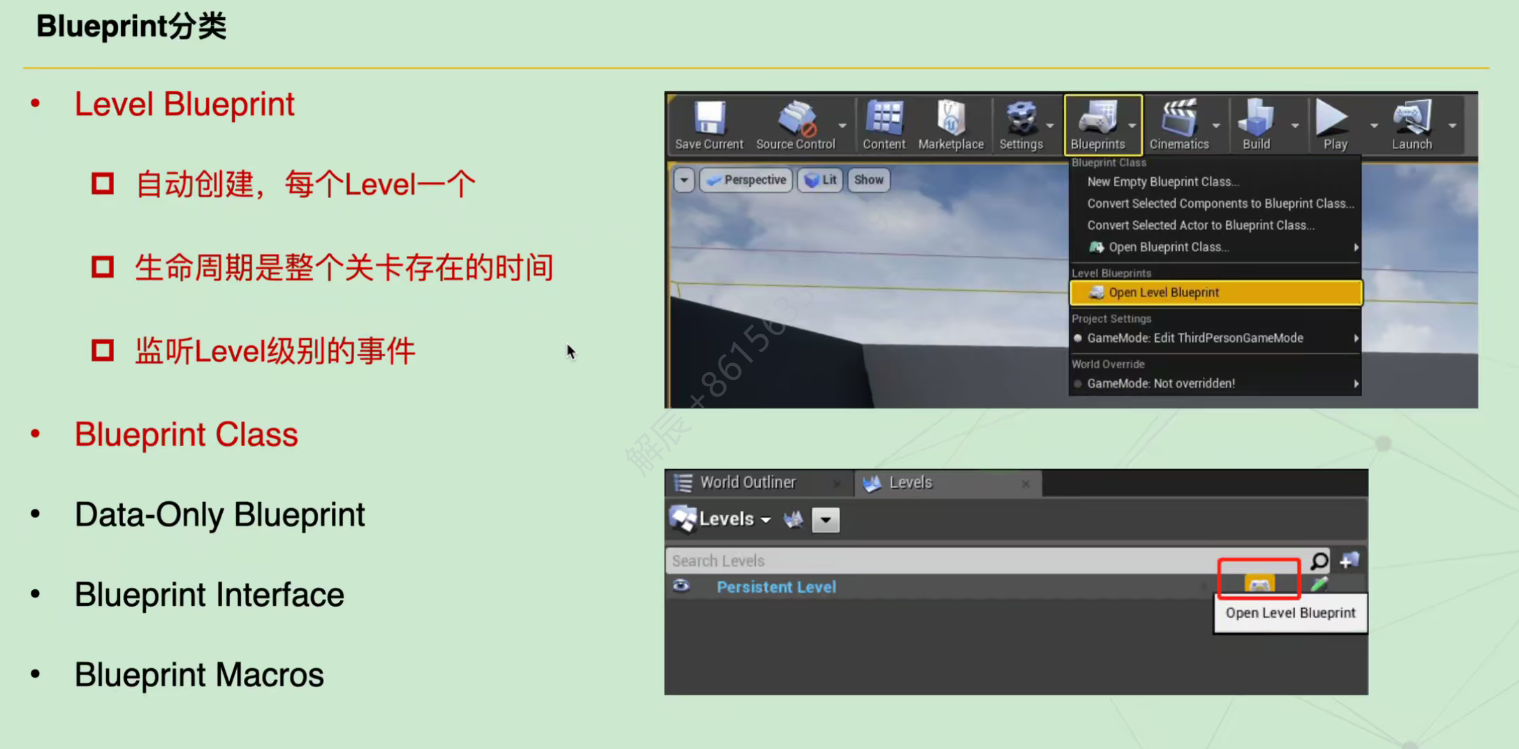 Blueprint分类
• Level Blueprint
自动创建，每个Level一个
生命周期是整个关卡存在的时间
监听Level级别的事件
• Blueprint Class
• Data-Only Blueprint
• Blueprint Interface
• Blueprint Macros
Save Current Source Control Content Marketplace Settings Blueprints Cinematics Build Play Launch
Perspective Lit Show
Blueprint Class
New Empty Blueprint Class...
Convert Selected Components to Blueprint Class...
Convert Selected Actor to Blueprint Class...
Open Blueprint Class...
Level Blueprints
Open Level Blueprint
Project Settings
GameMode: Edit ThirdPersonGameMode
World Override
GameMode: Not overridden!
World Outliner Levels
Levels
Search Levels
Persistent Level
Open Level Blueprint